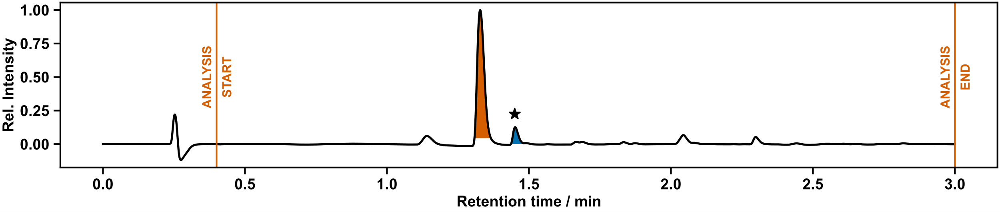 Rel. Intensity
1.00
0.75
0.50
0.25
0.00
ANALYSIS
START
ANALYSIS
END
0.0
0.5
1.0
1.5
2.0
2.5
3.0
Retention time / min